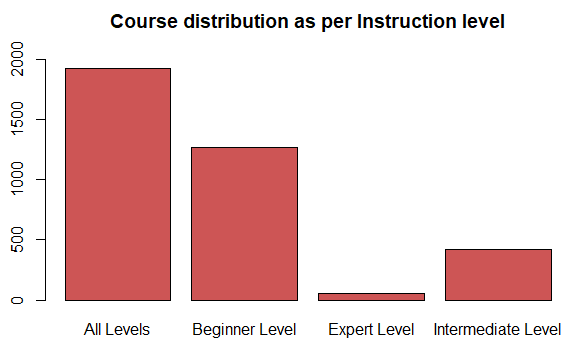 Course distribution as per Instruction level
2000
1500
1000
500
0
All Levels Beginner Level Expert Level Intermediate Level